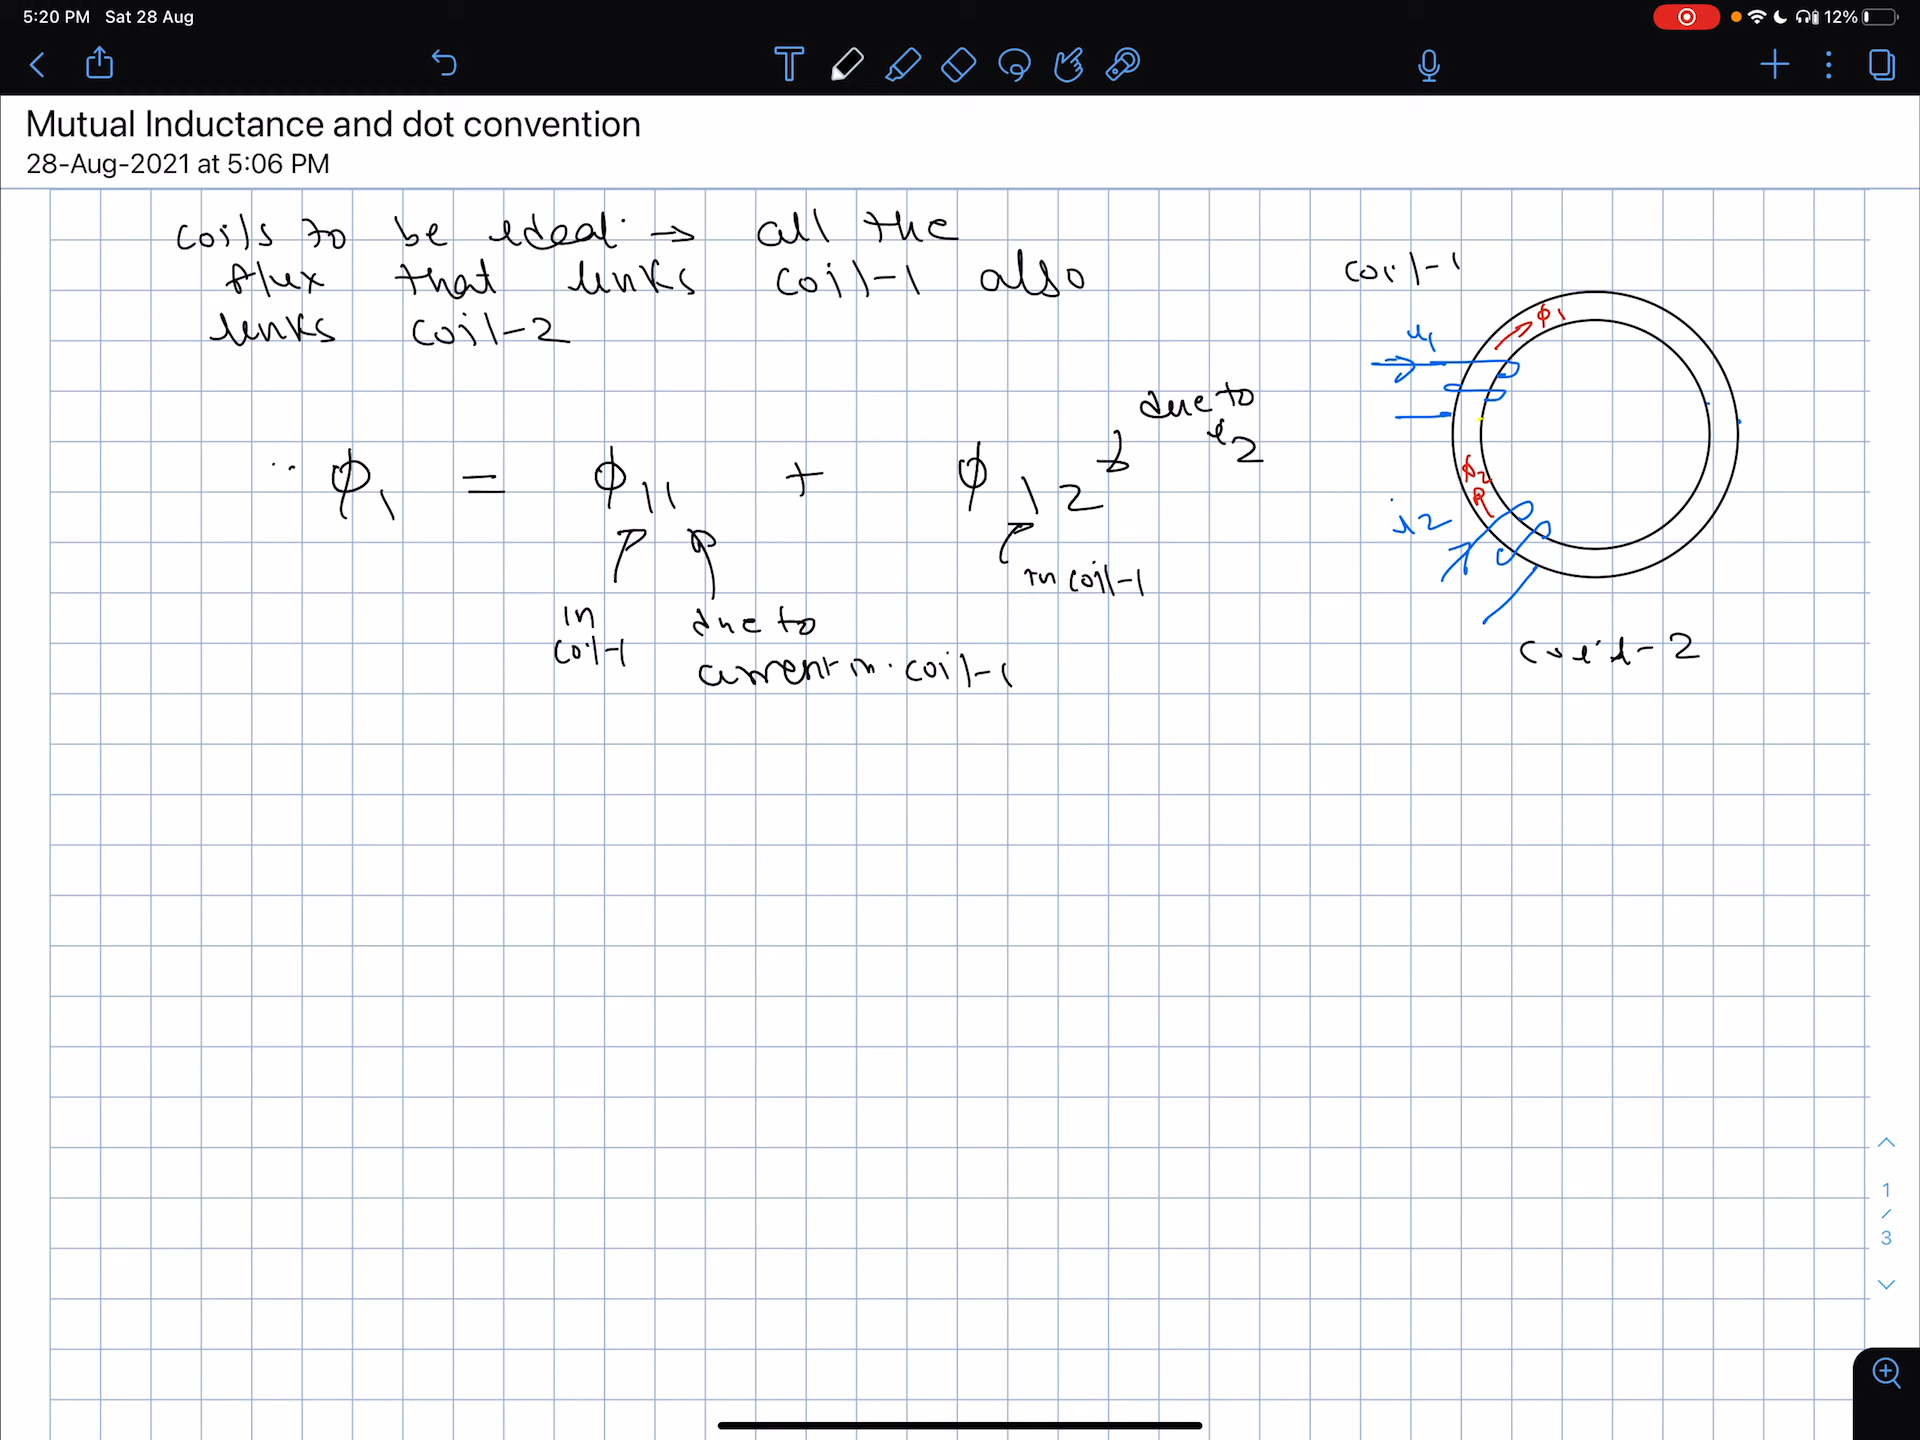 5:20 PM Sat 28 Aug
12%
Mutual Inductance and dot convention
28-Aug-2021 at 5:06 PM
coils to be ideal → all the
flux that links coil-1 also
links coil-2
coil-1
ϕ1
i1
due to
i2
∴ ϕ1 = ϕ11 + ϕ12
ϕ2
i2
in coil-1
in
coil-1
due to
current in coil-1
coil-2
1
/
3